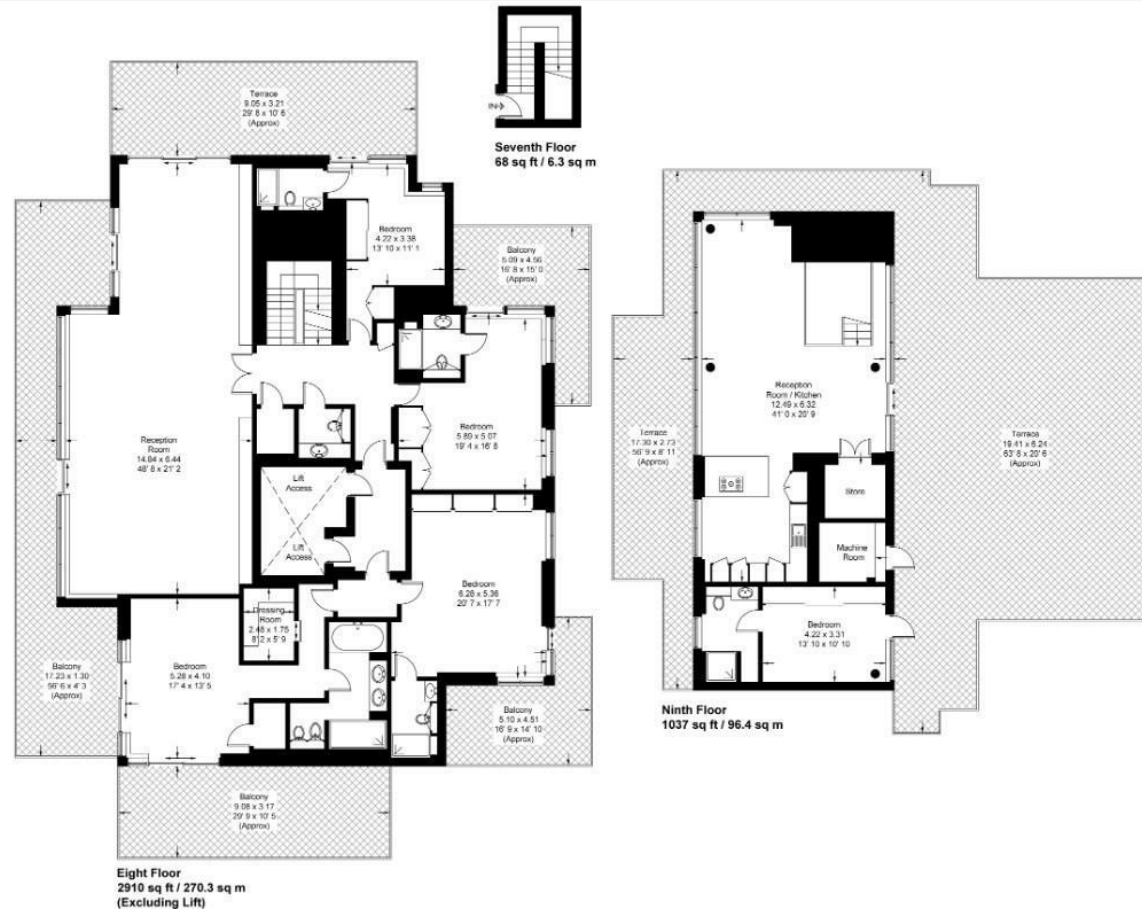 IN
Seventh Floor
68 sq ft / 6.3 sq m
Terrace
9.05 x 3.21
29' 8 x 10' 6
(Approx)
Bedroom
4.22 x 3.38
13' 10 x 11' 1
Balcony
5.09 x 4.56
16' 8 x 15' 0
(Approx)
Reception
Room
14.84 x 6.44
48' 8 x 21' 2
Bedroom
5.89 x 5.07
19' 4 x 16' 8
Lift
Access
Lift
Access
Bedroom
6.28 x 5.36
20' 7 x 17' 7
Dressing
Room
2.48 x 1.75
8' 2 x 5' 9
Balcony
17.23 x 1.30
56' 6 x 4' 3
(Approx)
Bedroom
5.28 x 4.10
17' 4 x 13' 5
Balcony
5.10 x 4.51
16' 9 x 14' 10
(Approx)
Balcony
9.08 x 3.17
29' 9 x 10' 5
(Approx)
Eight Floor
2910 sq ft / 270.3 sq m
(Excluding Lift)
Reception
Room / Kitchen
12.49 x 6.32
41' 0 x 20' 9
Terrace
17.30 x 2.73
56' 9 x 8' 11
(Approx)
Terrace
19.41 x 6.24
63' 8 x 20' 6
(Approx)
Store
Machine
Room
Bedroom
4.22 x 3.31
13' 10 x 10' 10
Ninth Floor
1037 sq ft / 96.4 sq m